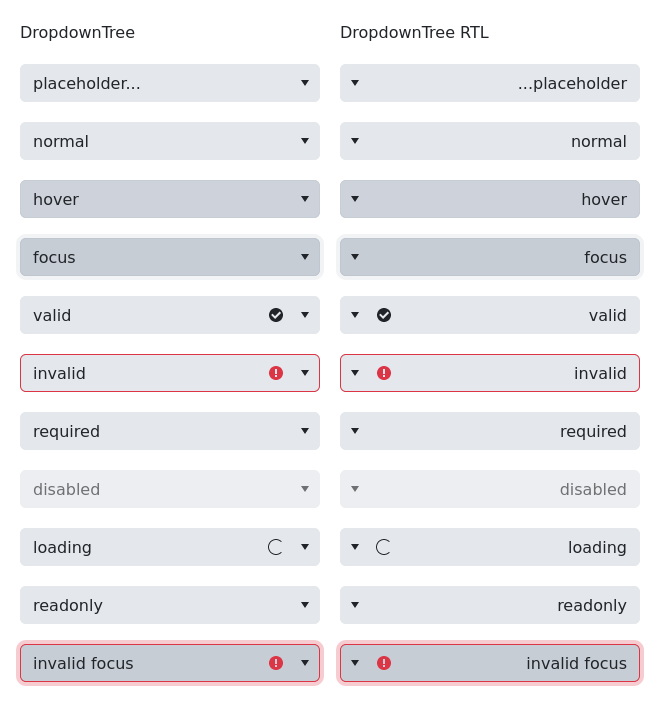 DropdownTree
placeholder...
normal
hover
focus
valid
invalid
required
disabled
loading
readonly
invalid focus
DropdownTree RTL
...placeholder
normal
hover
focus
valid
invalid
required
disabled
loading
readonly
invalid focus